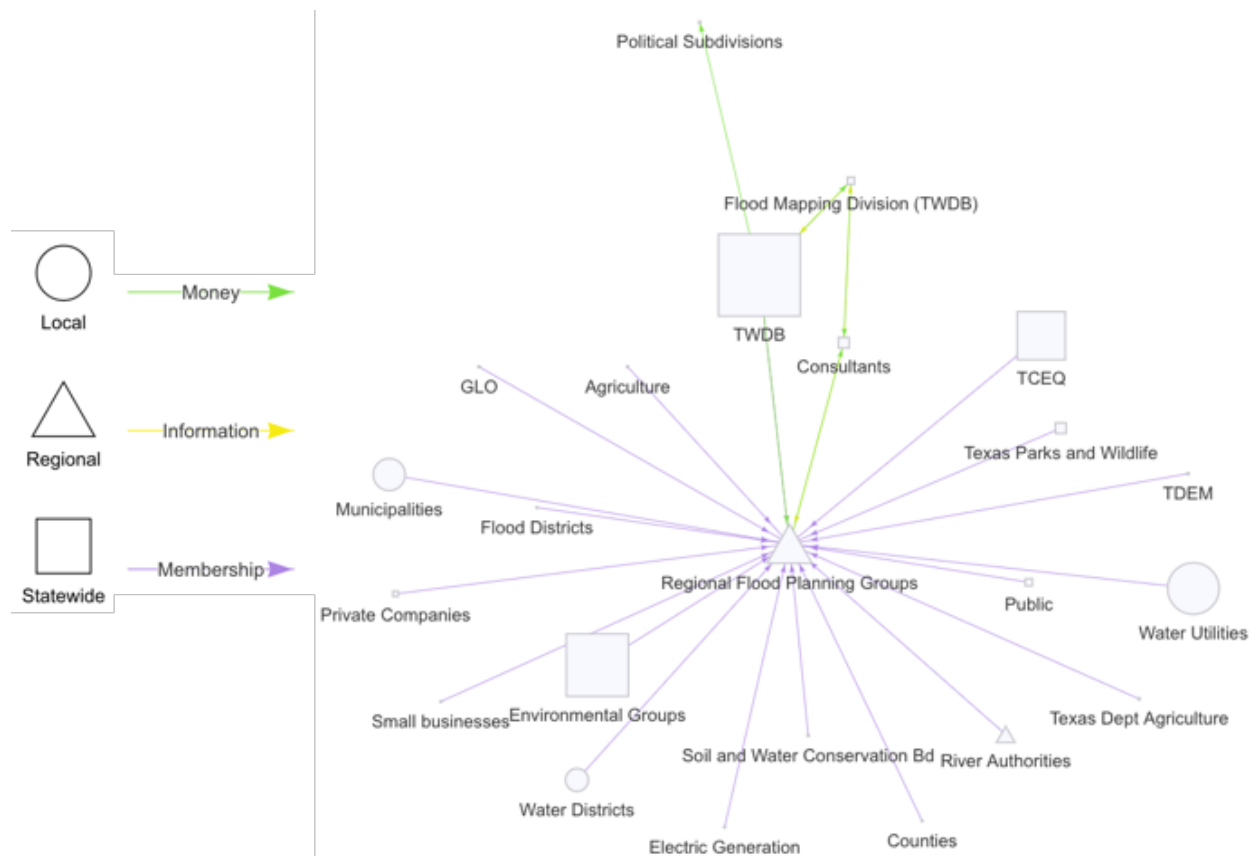 Political Subdivisions
Flood Mapping Division (TWDB)
Local
Money
TWDB
Consultants
TCEQ
GLO
Agriculture
Regional
Information
Texas Parks and Wildlife
TDEM
Municipalities
Flood Districts
Statewide
Membership
Regional Flood Planning Groups
Public
Private Companies
Water Utilities
Small businesses
Environmental Groups
Texas Dept Agriculture
Soil and Water Conservation Bd
River Authorities
Water Districts
Electric Generation
Counties